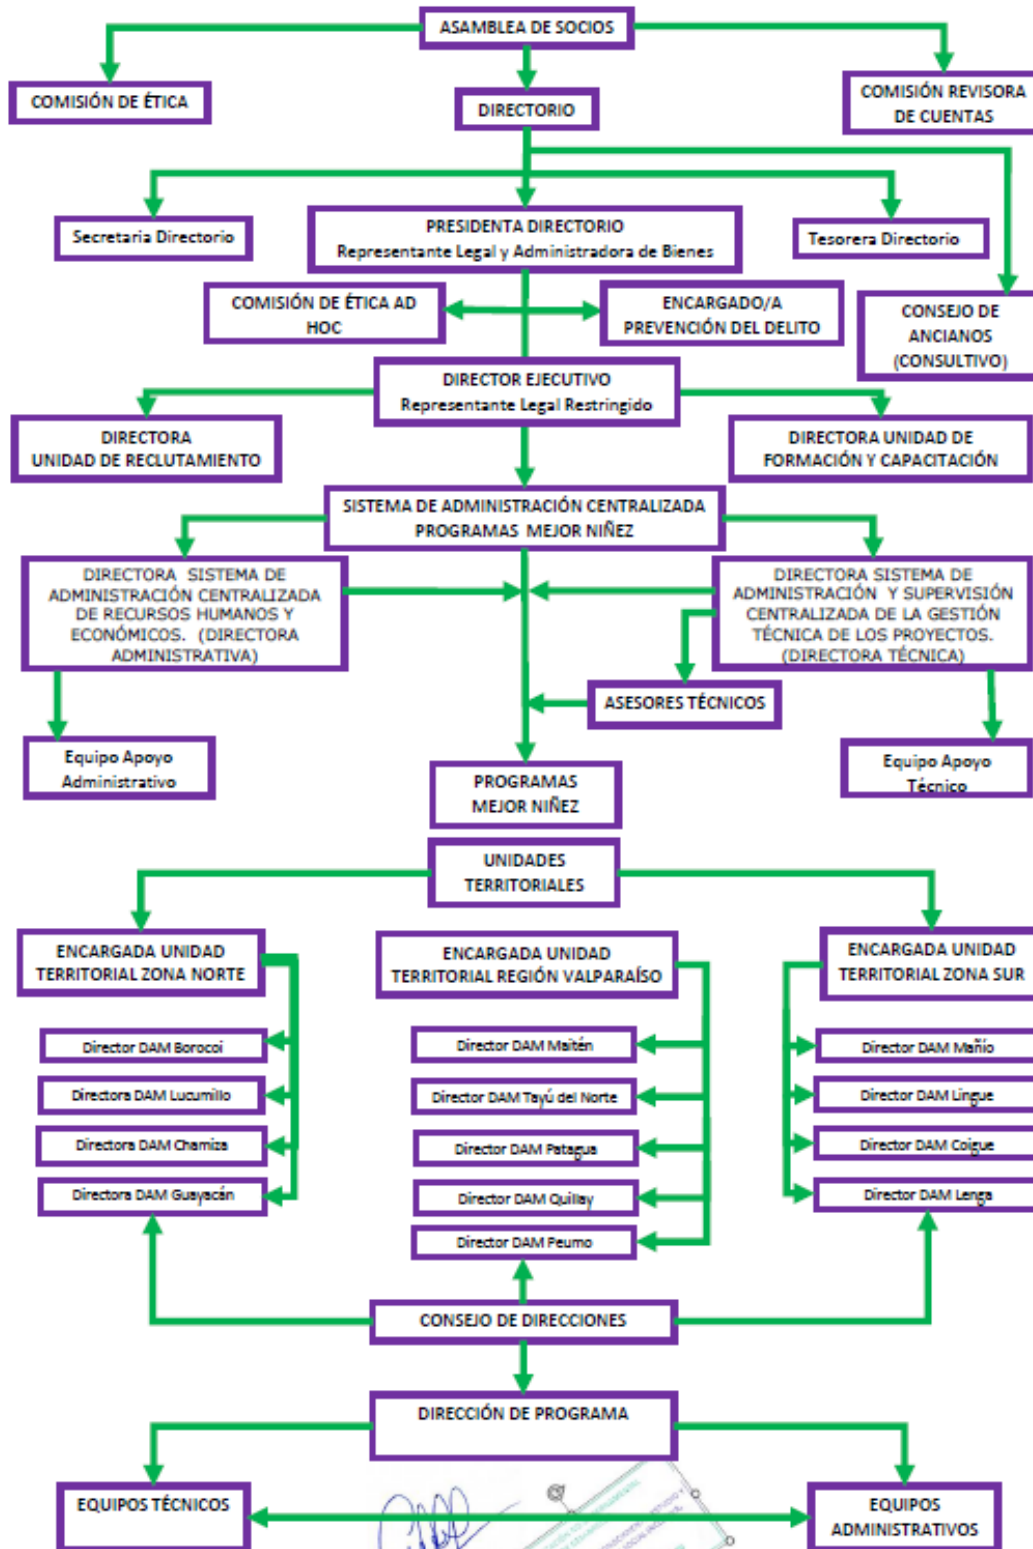 ASAMBLEA DE SOCIOS
COMISIÓN DE ÉTICA
DIRECTORIO
COMISIÓN REVISORA
DE CUENTAS
Secretaria Directorio
PRESIDENTA DIRECTORIO
Representante Legal y Administradora de Bienes
Tesorera Directorio
COMISIÓN DE ÉTICA AD
HOC
ENCARGADO/A
PREVENCIÓN DEL DELITO
CONSEJO DE
ANCIANOS
(CONSULTIVO)
DIRECTOR EJECUTIVO
Representante Legal Restringido
DIRECTORA
UNIDAD DE RECLUTAMIENTO
DIRECTORA UNIDAD DE
FORMACIÓN Y CAPACITACIÓN
SISTEMA DE ADMINISTRACIÓN CENTRALIZADA
PROGRAMAS MEJOR NIÑEZ
DIRECTORA SISTEMA DE
ADMINISTRACIÓN CENTRALIZADA
DE RECURSOS HUMANOS Y
ECONÓMICOS. (DIRECTORA
ADMINISTRATIVA)
DIRECTORA SISTEMA DE
ADMINISTRACIÓN Y SUPERVISIÓN
CENTRALIZADA DE LA GESTIÓN
TÉCNICA DE LOS PROYECTOS.
(DIRECTORA TÉCNICA)
ASESORES TÉCNICOS
Equipo Apoyo
Administrativo
PROGRAMAS
MEJOR NIÑEZ
Equipo Apoyo
Técnico
UNIDADES
TERRITORIALES
ENCARGADA UNIDAD
TERRITORIAL ZONA NORTE
ENCARGADA UNIDAD
TERRITORIAL REGIÓN VALPARAÍSO
ENCARGADA UNIDAD
TERRITORIAL ZONA SUR
Director DAM Borocoi
Directora DAM Lucumillo
Directora DAM Chamiza
Directora DAM Guayacán
Director DAM Maitén
Director DAM Tayú del Norte
Director DAM Patagua
Director DAM Quillay
Director DAM Peumo
Director DAM Mañío
Director DAM Lingue
Director DAM Coigue
Director DAM Lenga
CONSEJO DE DIRECCIONES
DIRECCIÓN DE PROGRAMA
EQUIPOS TÉCNICOS
EQUIPOS
ADMINISTRATIVOS